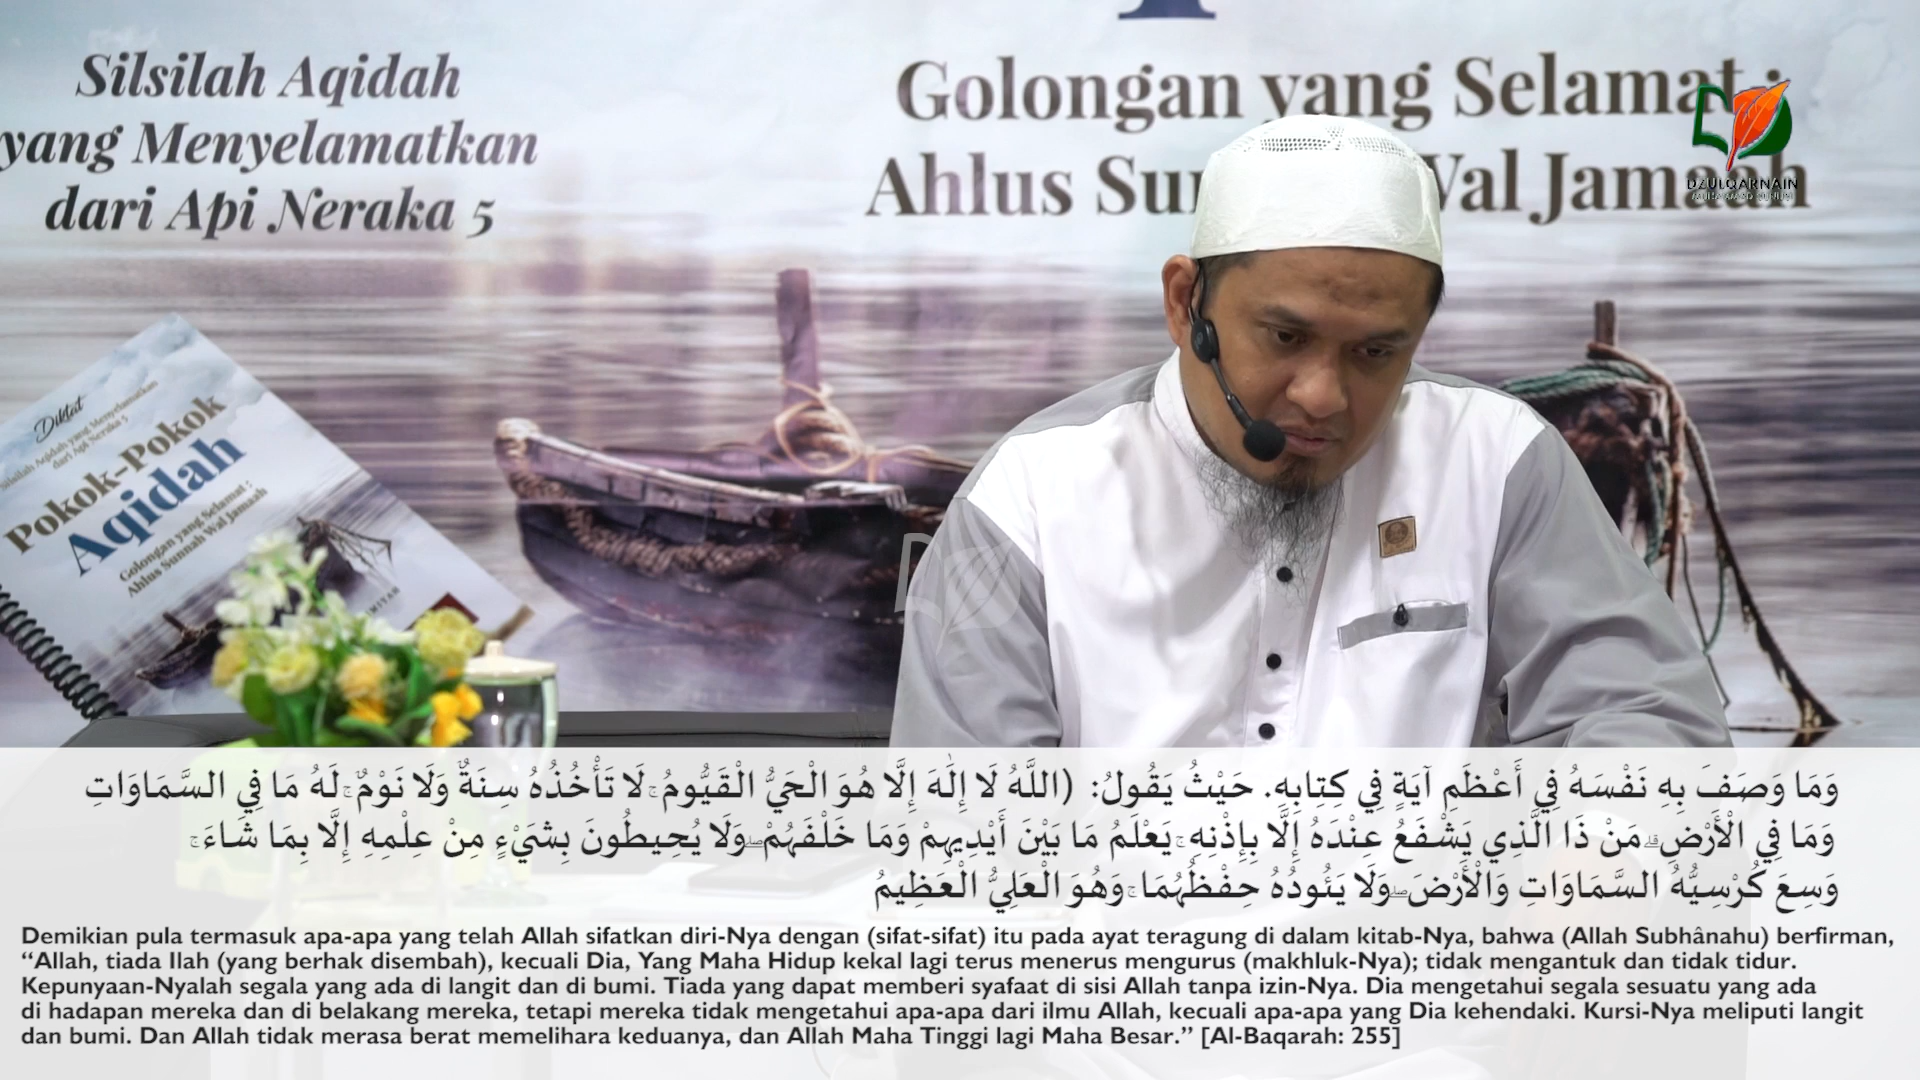 Silsilah Aqidah
yang Menyelamatkan
dari Api Neraka 5
Golongan yang Selamat :
Ahlus Sun Wal Jamaah
DZULQARNAIN
Diktat
Silsilah Aqidah yang Menyelamatkan
dari Api Neraka 5
Pokok-Pokok
Aqidah
Golongan yang Selamat :
Ahlus Sunnah Wal Jamaah
وَمَا وَصَفَ بِهِ نَفْسَهُ فِي أَعْظَمِ آيَةٍ فِي كِتِابِهِ. حَيْثُ يَقُولُ: (اللَّهُ لَا إِلَٰهَ إِلَّا هُوَ الْحَيُّ الْقَيُّومُ ۚ لَا تَأْخُذُهُ سِنَةٌ وَلَا نَوْمٌ ۚ لَهُ مَا فِي السَّمَاوَاتِ
وَمَا فِي الْأَرْضِ ۗ مَنْ ذَا الَّذِي يَشْفَعُ عِنْدَهُ إِلَّا بِإِذْنِهِ ۚ يَعْلَمُ مَا بَيْنَ أَيْدِيهِمْ وَمَا خَلْفَهُمْ ۖ وَلَا يُحِيطُونَ بِشَيْءٍ مِنْ عِلْمِهِ إِلَّا بِمَا شَاءَ ۚ
وَسِعَ كُرْسِيُّهُ السَّمَاوَاتِ وَالْأَرْضَ ۖ وَلَا يَئُودُهُ حِفْظُهُمَا ۚ وَهُوَ الْعَلِيُّ الْعَظِيمُ
Demikian pula termasuk apa-apa yang telah Allah sifatkan diri-Nya dengan (sifat-sifat) itu pada ayat teragung di dalam kitab-Nya, bahwa (Allah Subhânahu) berfirman,
“Allah, tiada Ilah (yang berhak disembah), kecuali Dia, Yang Maha Hidup kekal lagi terus menerus mengurus (makhluk-Nya); tidak mengantuk dan tidak tidur.
Kepunyaan-Nyalah segala yang ada di langit dan di bumi. Tiada yang dapat memberi syafaat di sisi Allah tanpa izin-Nya. Dia mengetahui segala sesuatu yang ada
di hadapan mereka dan di belakang mereka, tetapi mereka tidak mengetahui apa-apa dari ilmu Allah, kecuali apa-apa yang Dia kehendaki. Kursi-Nya meliputi langit
dan bumi. Dan Allah tidak merasa berat memelihara keduanya, dan Allah Maha Tinggi lagi Maha Besar.” [Al-Baqarah: 255]